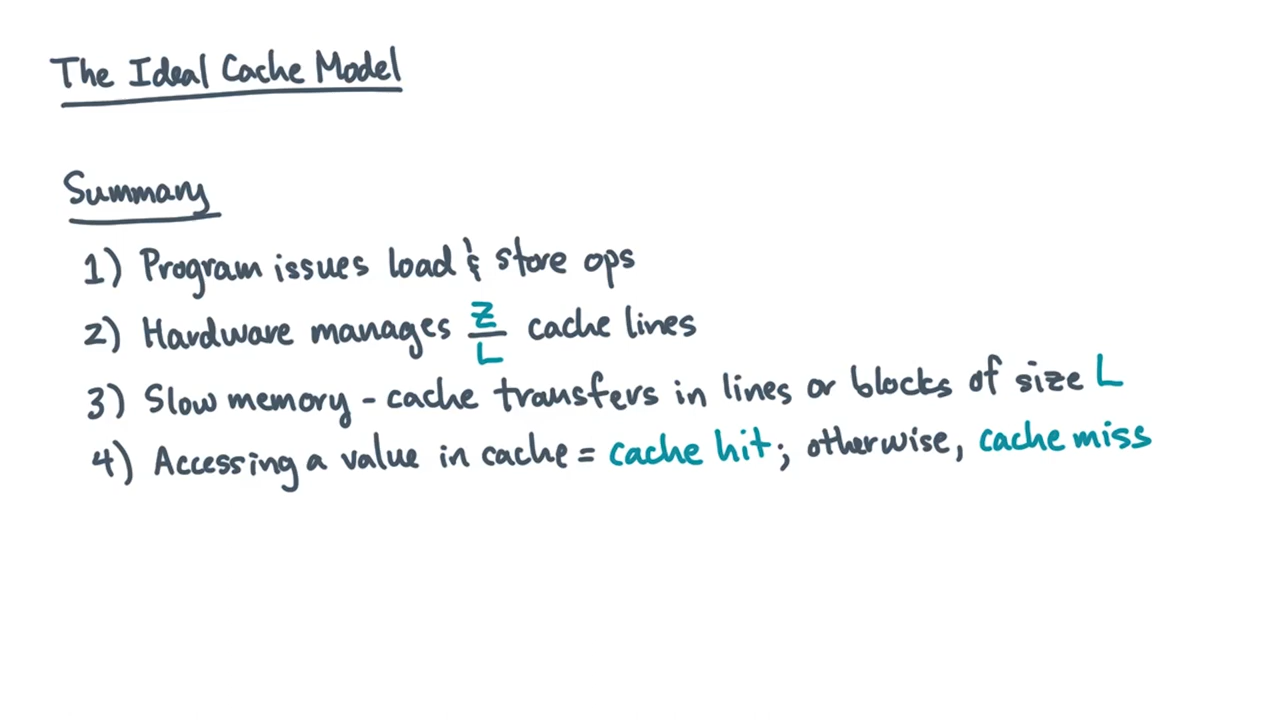 The Ideal Cache Model
Summary
1) Program issues load & store ops
2) Hardware manages Z/L cache lines
3) Slow memory - cache transfers in lines or blocks of size L
4) Accessing a value in cache = cache hit; otherwise, cache miss